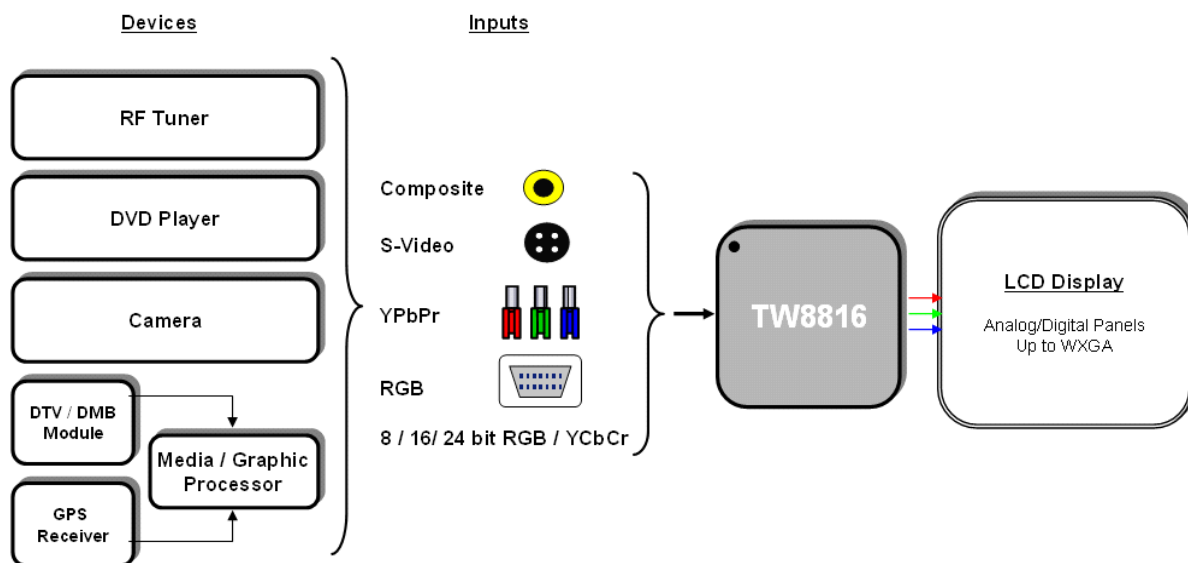 Devices
Inputs
RF Tuner
DVD Player
Camera
DTV / DMB
Module
Media / Graphic
Processor
GPS
Receiver
Composite
S-Video
YPbPr
RGB
8 / 16/ 24 bit RGB / YCbCr
TW8816
LCD Display
Analog/Digital Panels
Up to WXGA